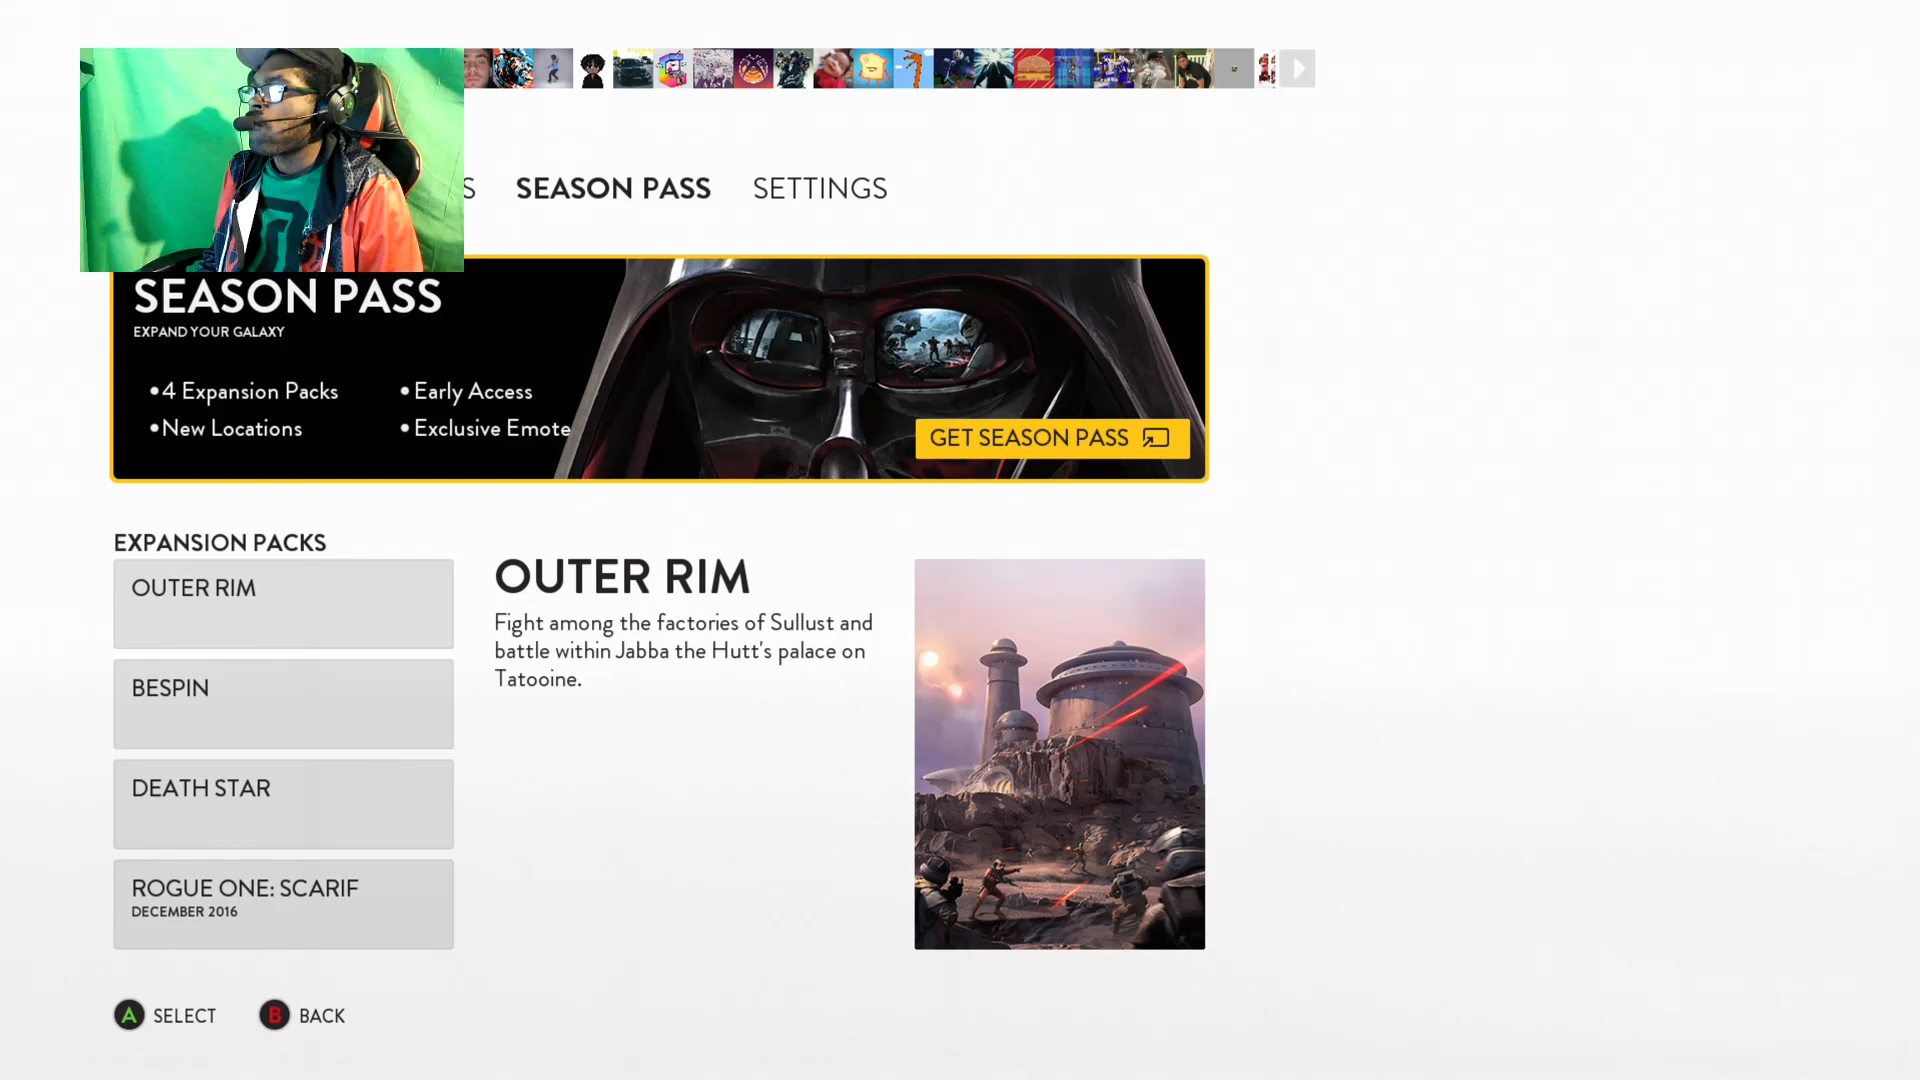 S SEASON PASS SETTINGS
SEASON PASS
EXPAND YOUR GALAXY
•4 Expansion Packs •Early Access
•New Locations •Exclusive Emote
GET SEASON PASS
EXPANSION PACKS
OUTER RIM
BESPIN
DEATH STAR
ROGUE ONE: SCARIF
DECEMBER 2016
OUTER RIM
Fight among the factories of Sullust and
battle within Jabba the Hutt's palace on
Tatooine.
A SELECT B BACK